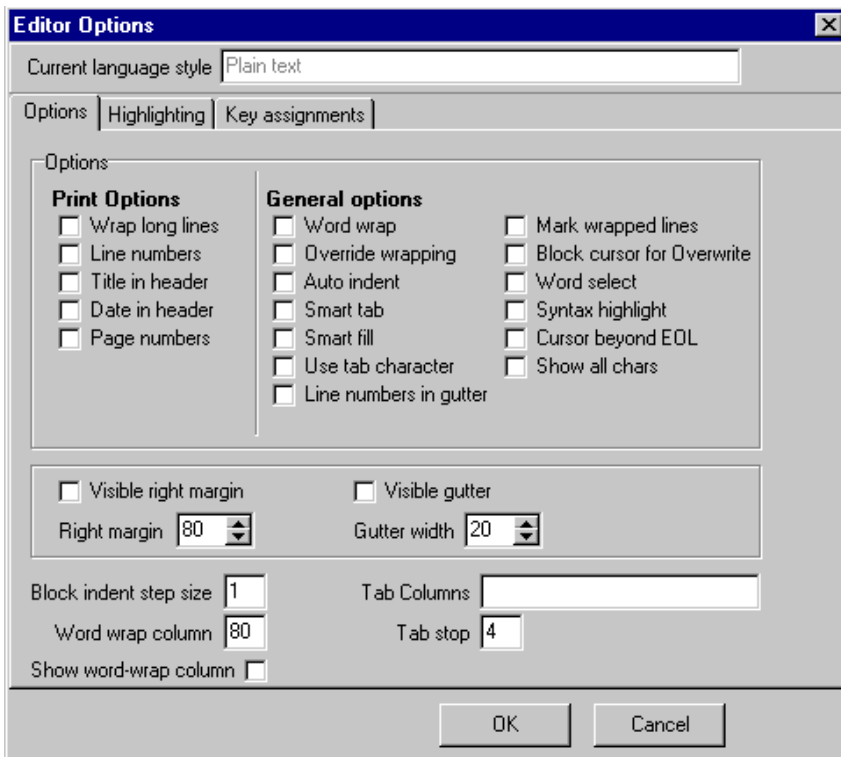 Editor Options
Current language style Plain text
Options Highlighting Key assignments
Options
Print Options
Wrap long lines
Line numbers
Title in header
Date in header
Page numbers
General options
Word wrap
Override wrapping
Auto indent
Smart tab
Smart fill
Use tab character
Line numbers in gutter
Mark wrapped lines
Block cursor for Overwrite
Word select
Syntax highlight
Cursor beyond EOL
Show all chars
Visible right margin Visible gutter
Right margin 80 Gutter width 20
Block indent step size 1 Tab Columns
Word wrap column 80 Tab stop 4
Show word-wrap column
OK Cancel